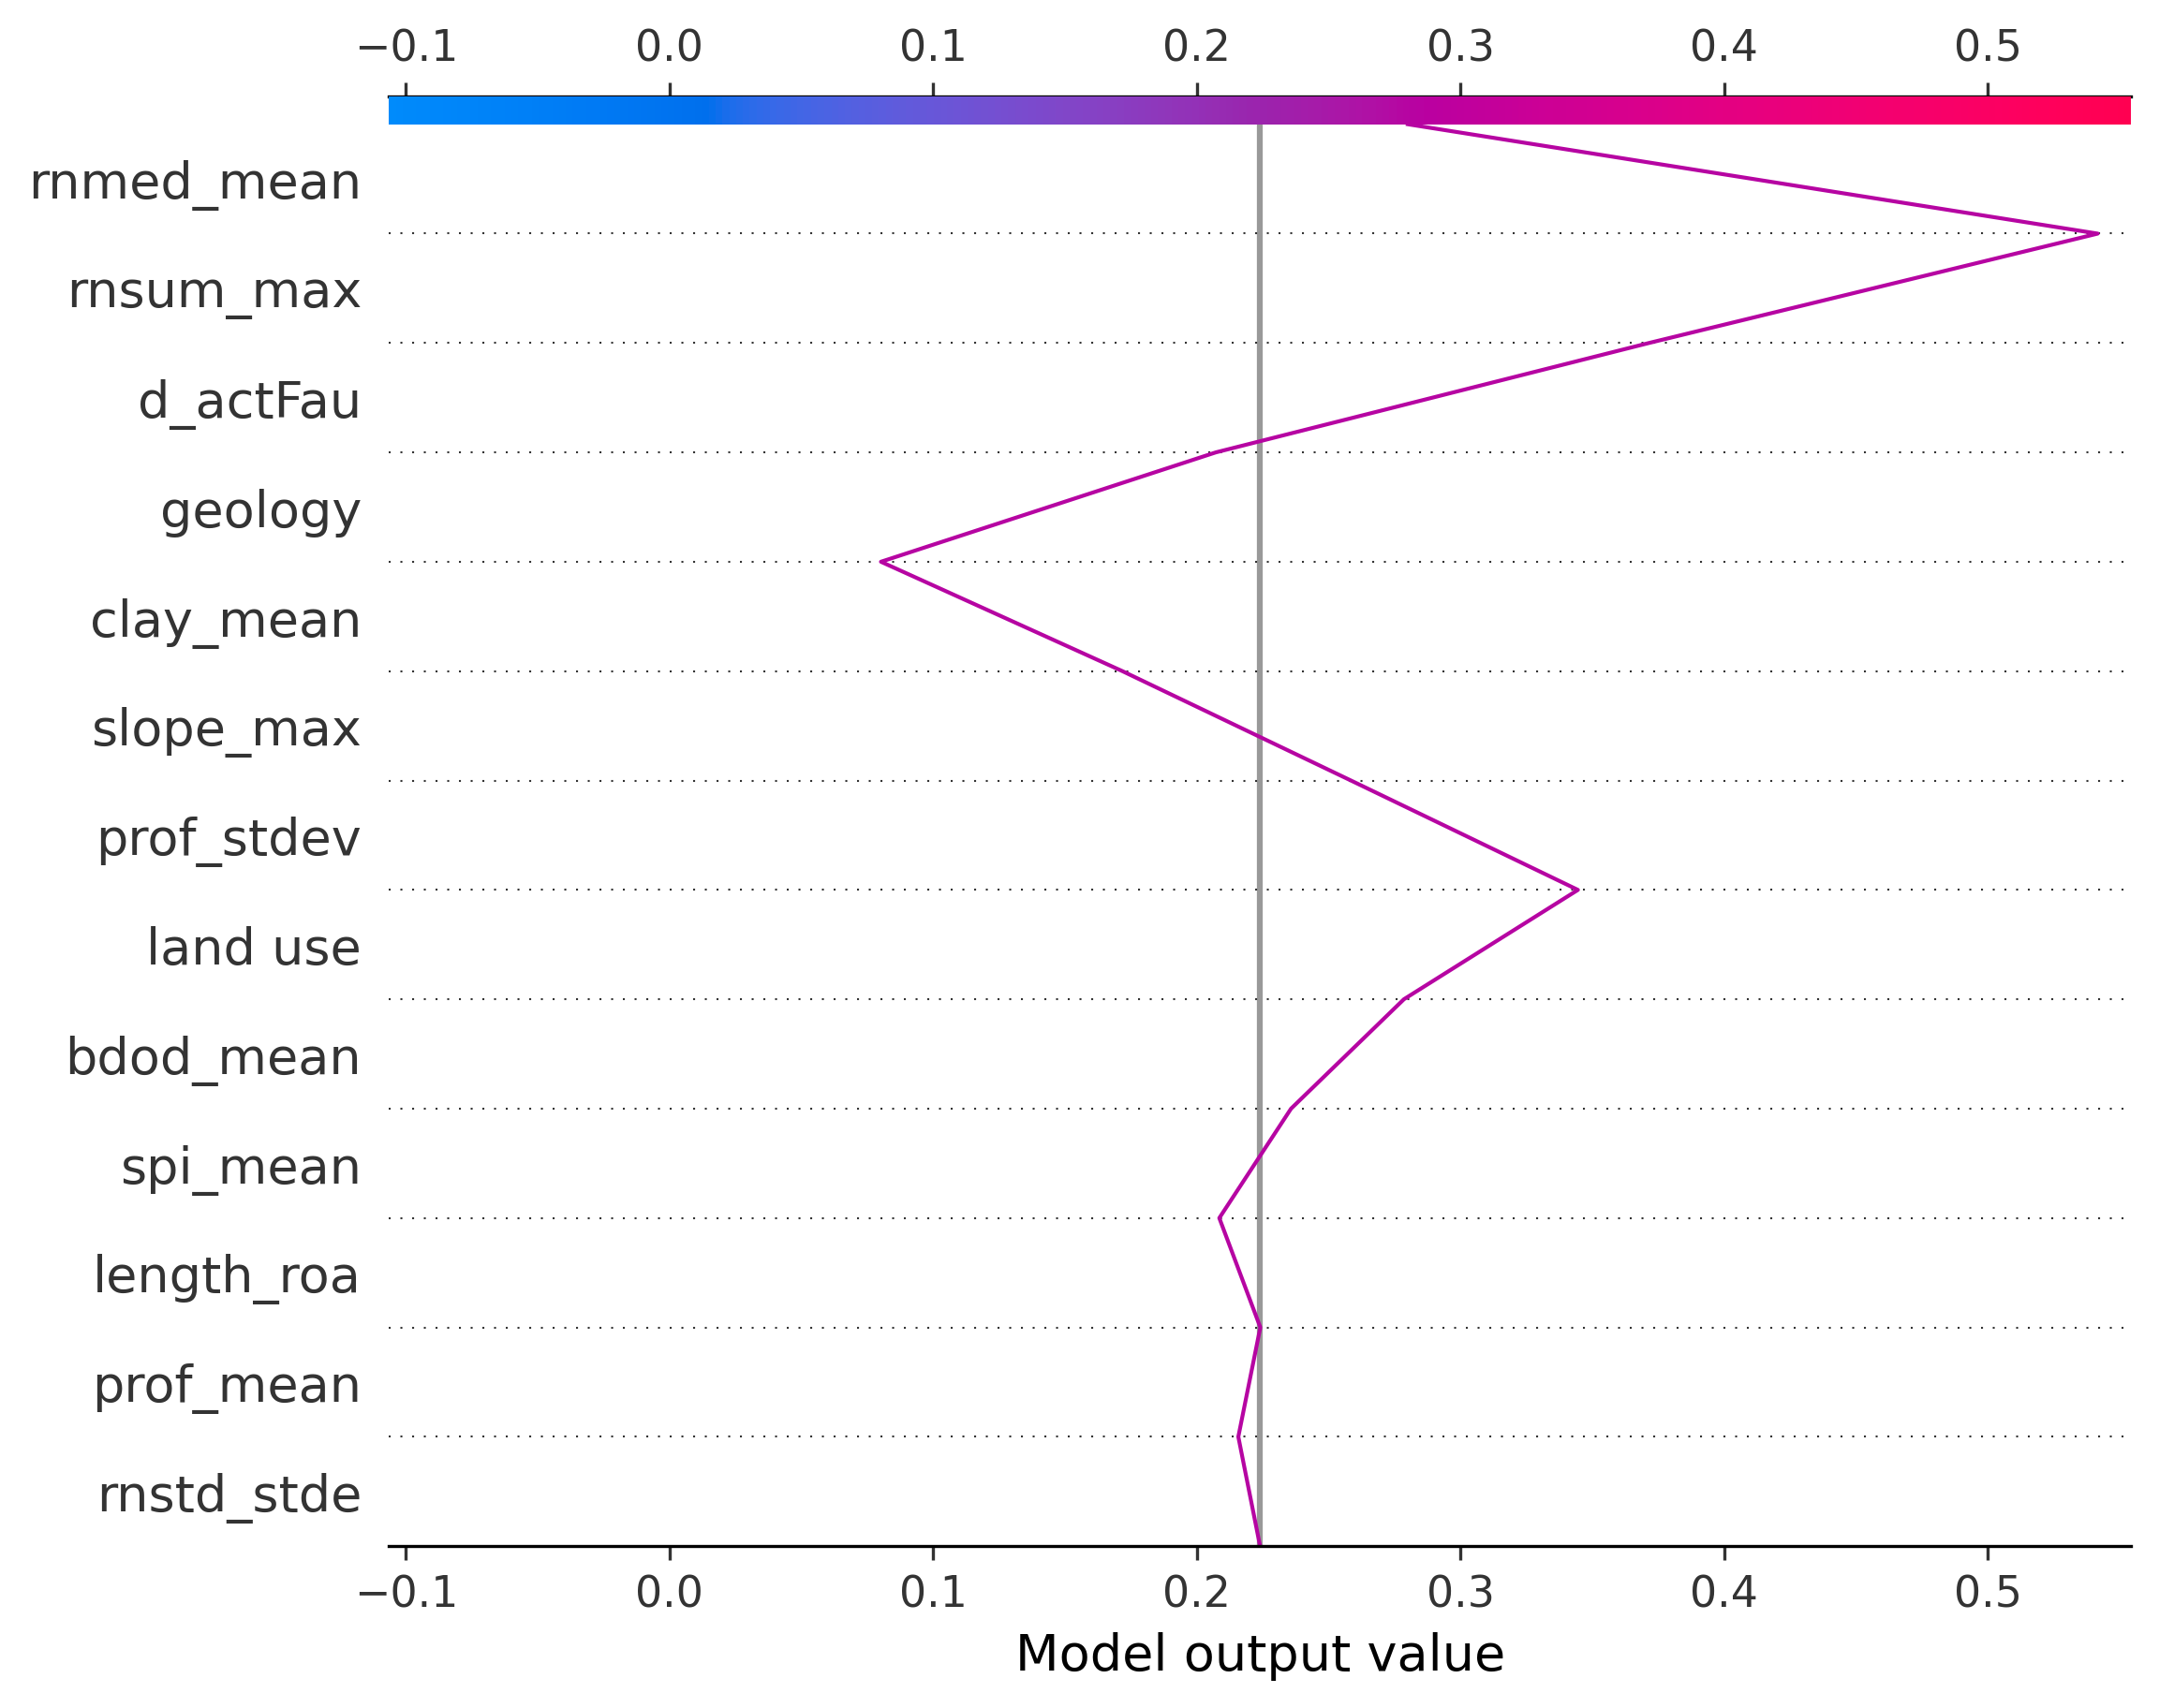 −0.1 0.0 0.1 0.2 0.3 0.4 0.5
rnmed_mean
rnsum_max
d_actFau
geology
clay_mean
slope_max
prof_stdev
land use
bdod_mean
spi_mean
length_roa
prof_mean
rnstd_stde
−0.1 0.0 0.1 0.2 0.3 0.4 0.5
Model output value